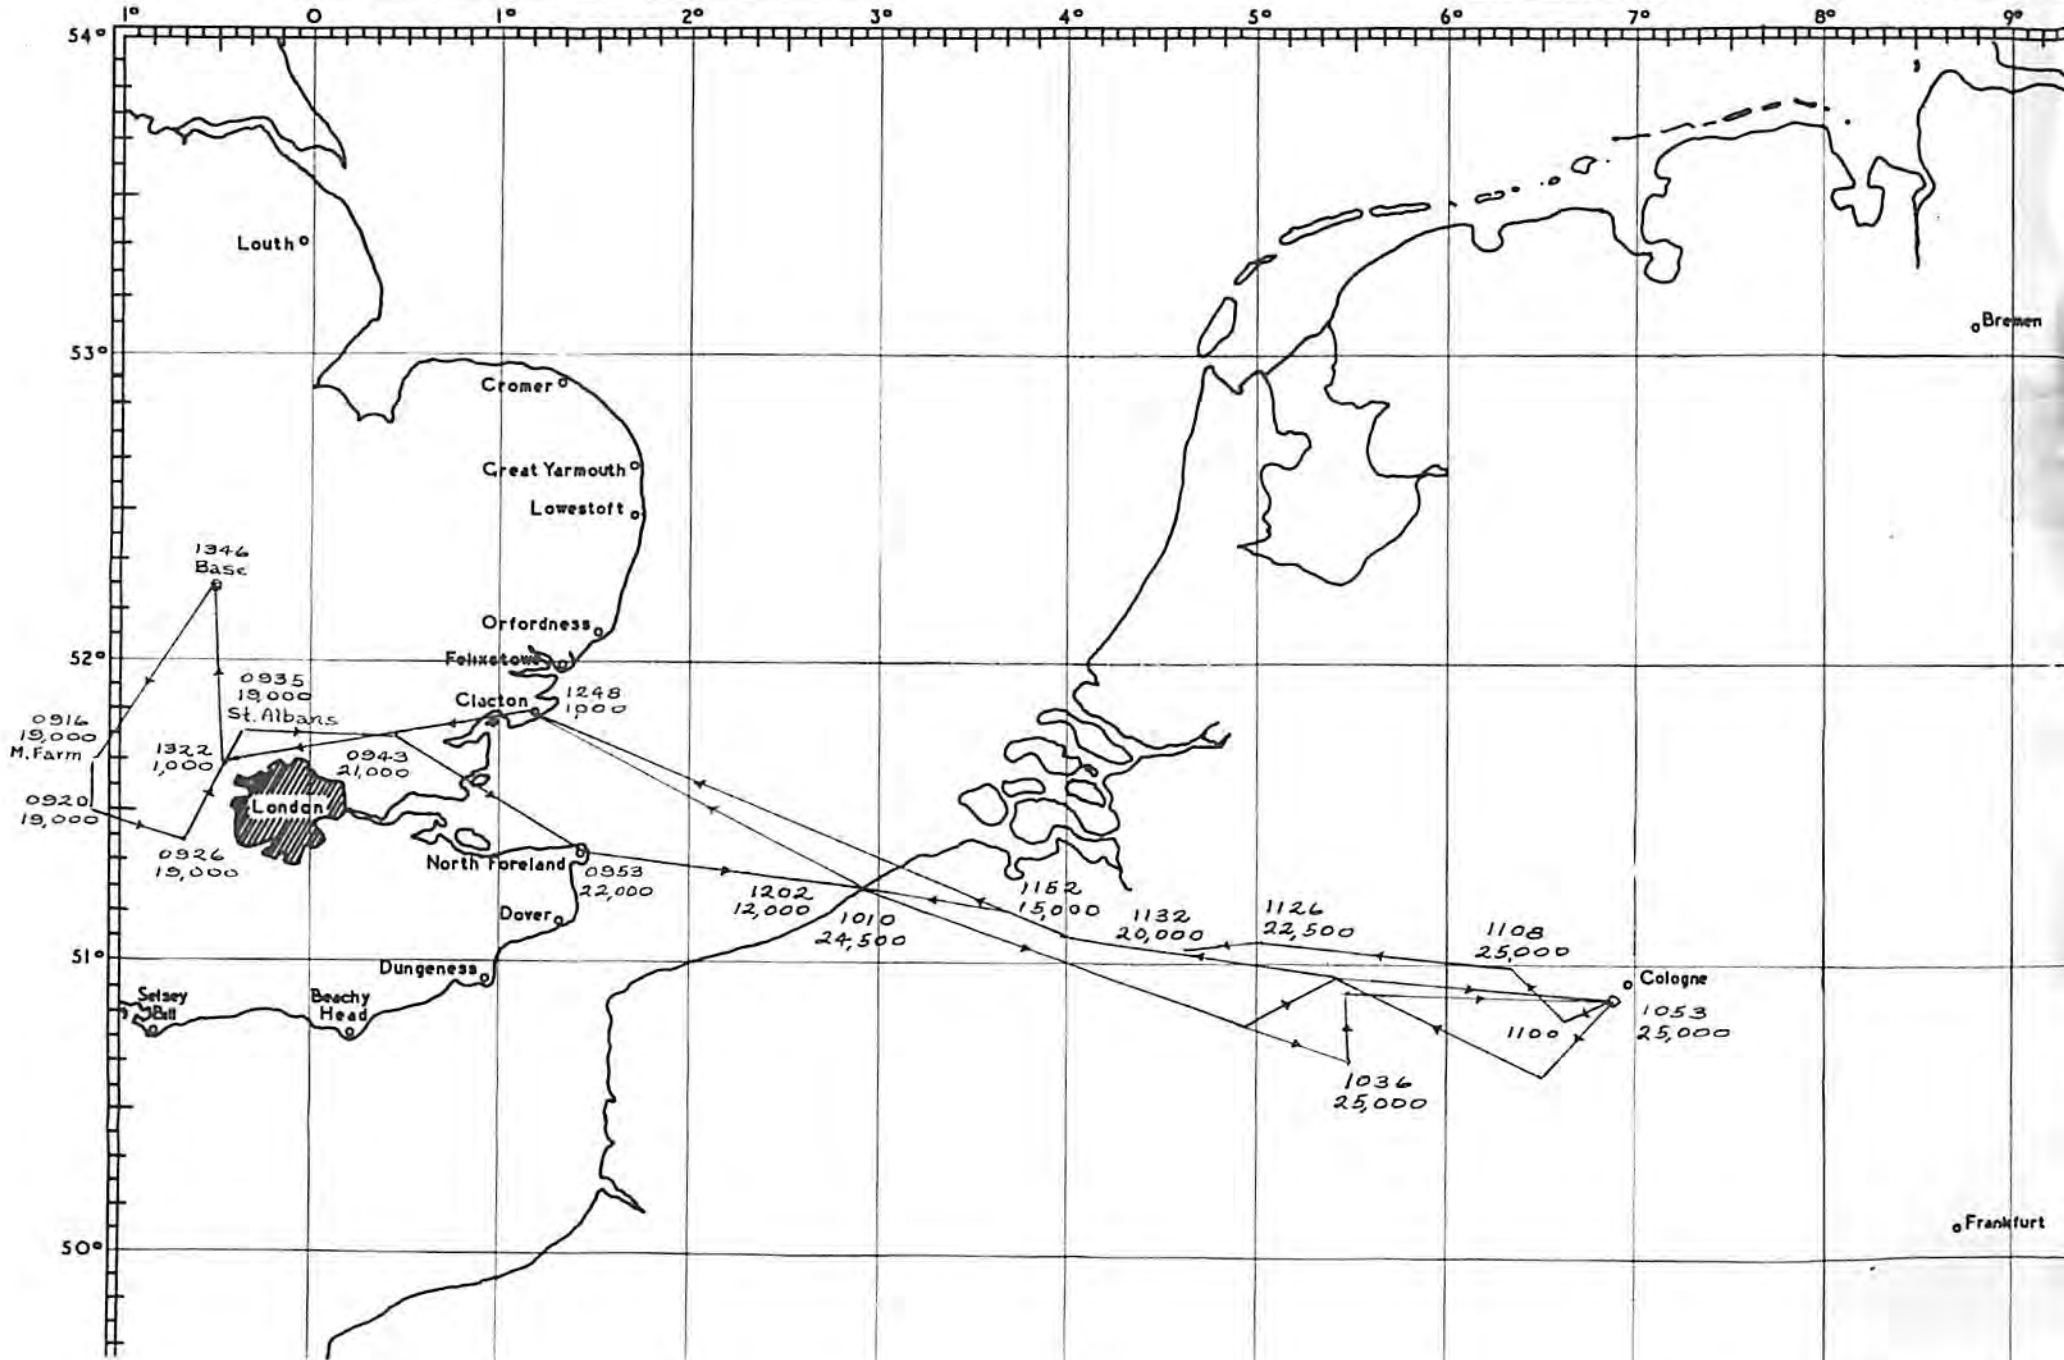 1° 0 1° 2° 3° 4° 5° 6° 7° 8° 9°
54°
Louth
Bremen
53°
Cromer
Great Yarmouth
Lowestoft
1346
Base
Orfordness
52°
Felixstowe
0935
19,000
St. Albans
Clacton
1248
1,000
0916
19,000
M. Farm
1322
1,000
0943
21,000
0920
19,000
London
0926
19,000
North Foreland
0953
22,000
1202
12,000
1152
15,000
1010
24,500
1132
20,000
1126
22,500
1108
25,000
Dover
51°
Dungeness
Cologne
Selsey
Bill
Beachy
Head
1053
25,000
1100
1036
25,000
Frankfurt
50°